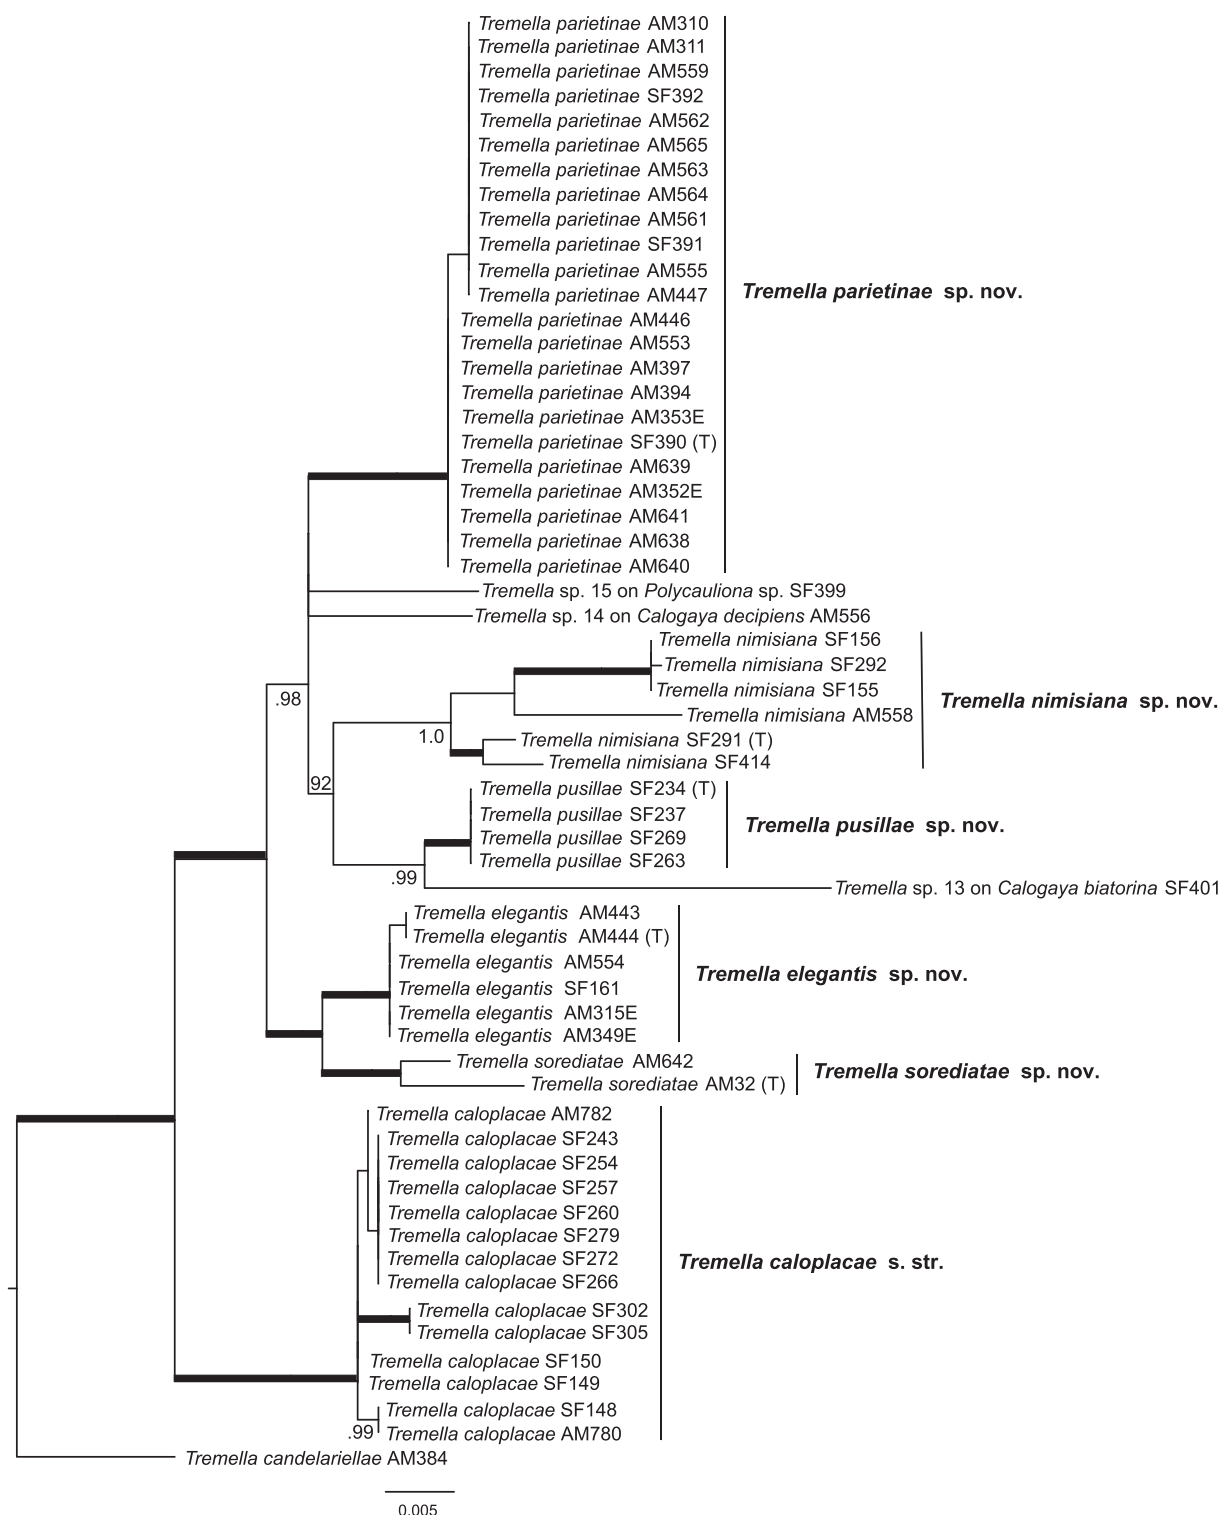 Tremella parietinae AM310
Tremella parietinae AM311
Tremella parietinae AM559
Tremella parietinae SF392
Tremella parietinae AM562
Tremella parietinae AM565
Tremella parietinae AM563
Tremella parietinae AM564
Tremella parietinae AM561
Tremella parietinae SF391
Tremella parietinae AM555
Tremella parietinae AM447
Tremella parietinae sp. nov.
Tremella parietinae AM446
Tremella parietinae AM553
Tremella parietinae AM397
Tremella parietinae AM394
Tremella parietinae AM353E
Tremella parietinae SF390 (T)
Tremella parietinae AM639
Tremella parietinae AM352E
Tremella parietinae AM641
Tremella parietinae AM638
Tremella parietinae AM640
Tremella sp. 15 on Polycauliona sp. SF399
Tremella sp. 14 on Calogaya decipiens AM556
Tremella nimisiana SF156
Tremella nimisiana SF292
Tremella nimisiana SF155
.98
Tremella nimisiana sp. nov.
Tremella nimisiana AM558
1.0
Tremella nimisiana SF291 (T)
Tremella nimisiana SF414
92
Tremella pusillae SF234 (T)
Tremella pusillae SF237
Tremella pusillae sp. nov.
Tremella pusillae SF269
Tremella pusillae SF263
.99
Tremella sp. 13 on Calogaya biatorina SF401
Tremella elegantis AM443
Tremella elegantis AM444 (T)
Tremella elegantis AM554
Tremella elegantis sp. nov.
Tremella elegantis SF161
Tremella elegantis AM315E
Tremella elegantis AM349E
Tremella sorediatae AM642
Tremella sorediatae sp. nov.
Tremella sorediatae AM32 (T)
Tremella caloplacae AM782
Tremella caloplacae SF243
Tremella caloplacae SF254
Tremella caloplacae SF257
Tremella caloplacae SF260
Tremella caloplacae SF279
Tremella caloplacae SF272
Tremella caloplacae s. str.
Tremella caloplacae SF266
Tremella caloplacae SF302
Tremella caloplacae SF305
Tremella caloplacae SF150
Tremella caloplacae SF149
Tremella caloplacae SF148
.99
Tremella caloplacae AM780
Tremella candelariellae AM384
0.005